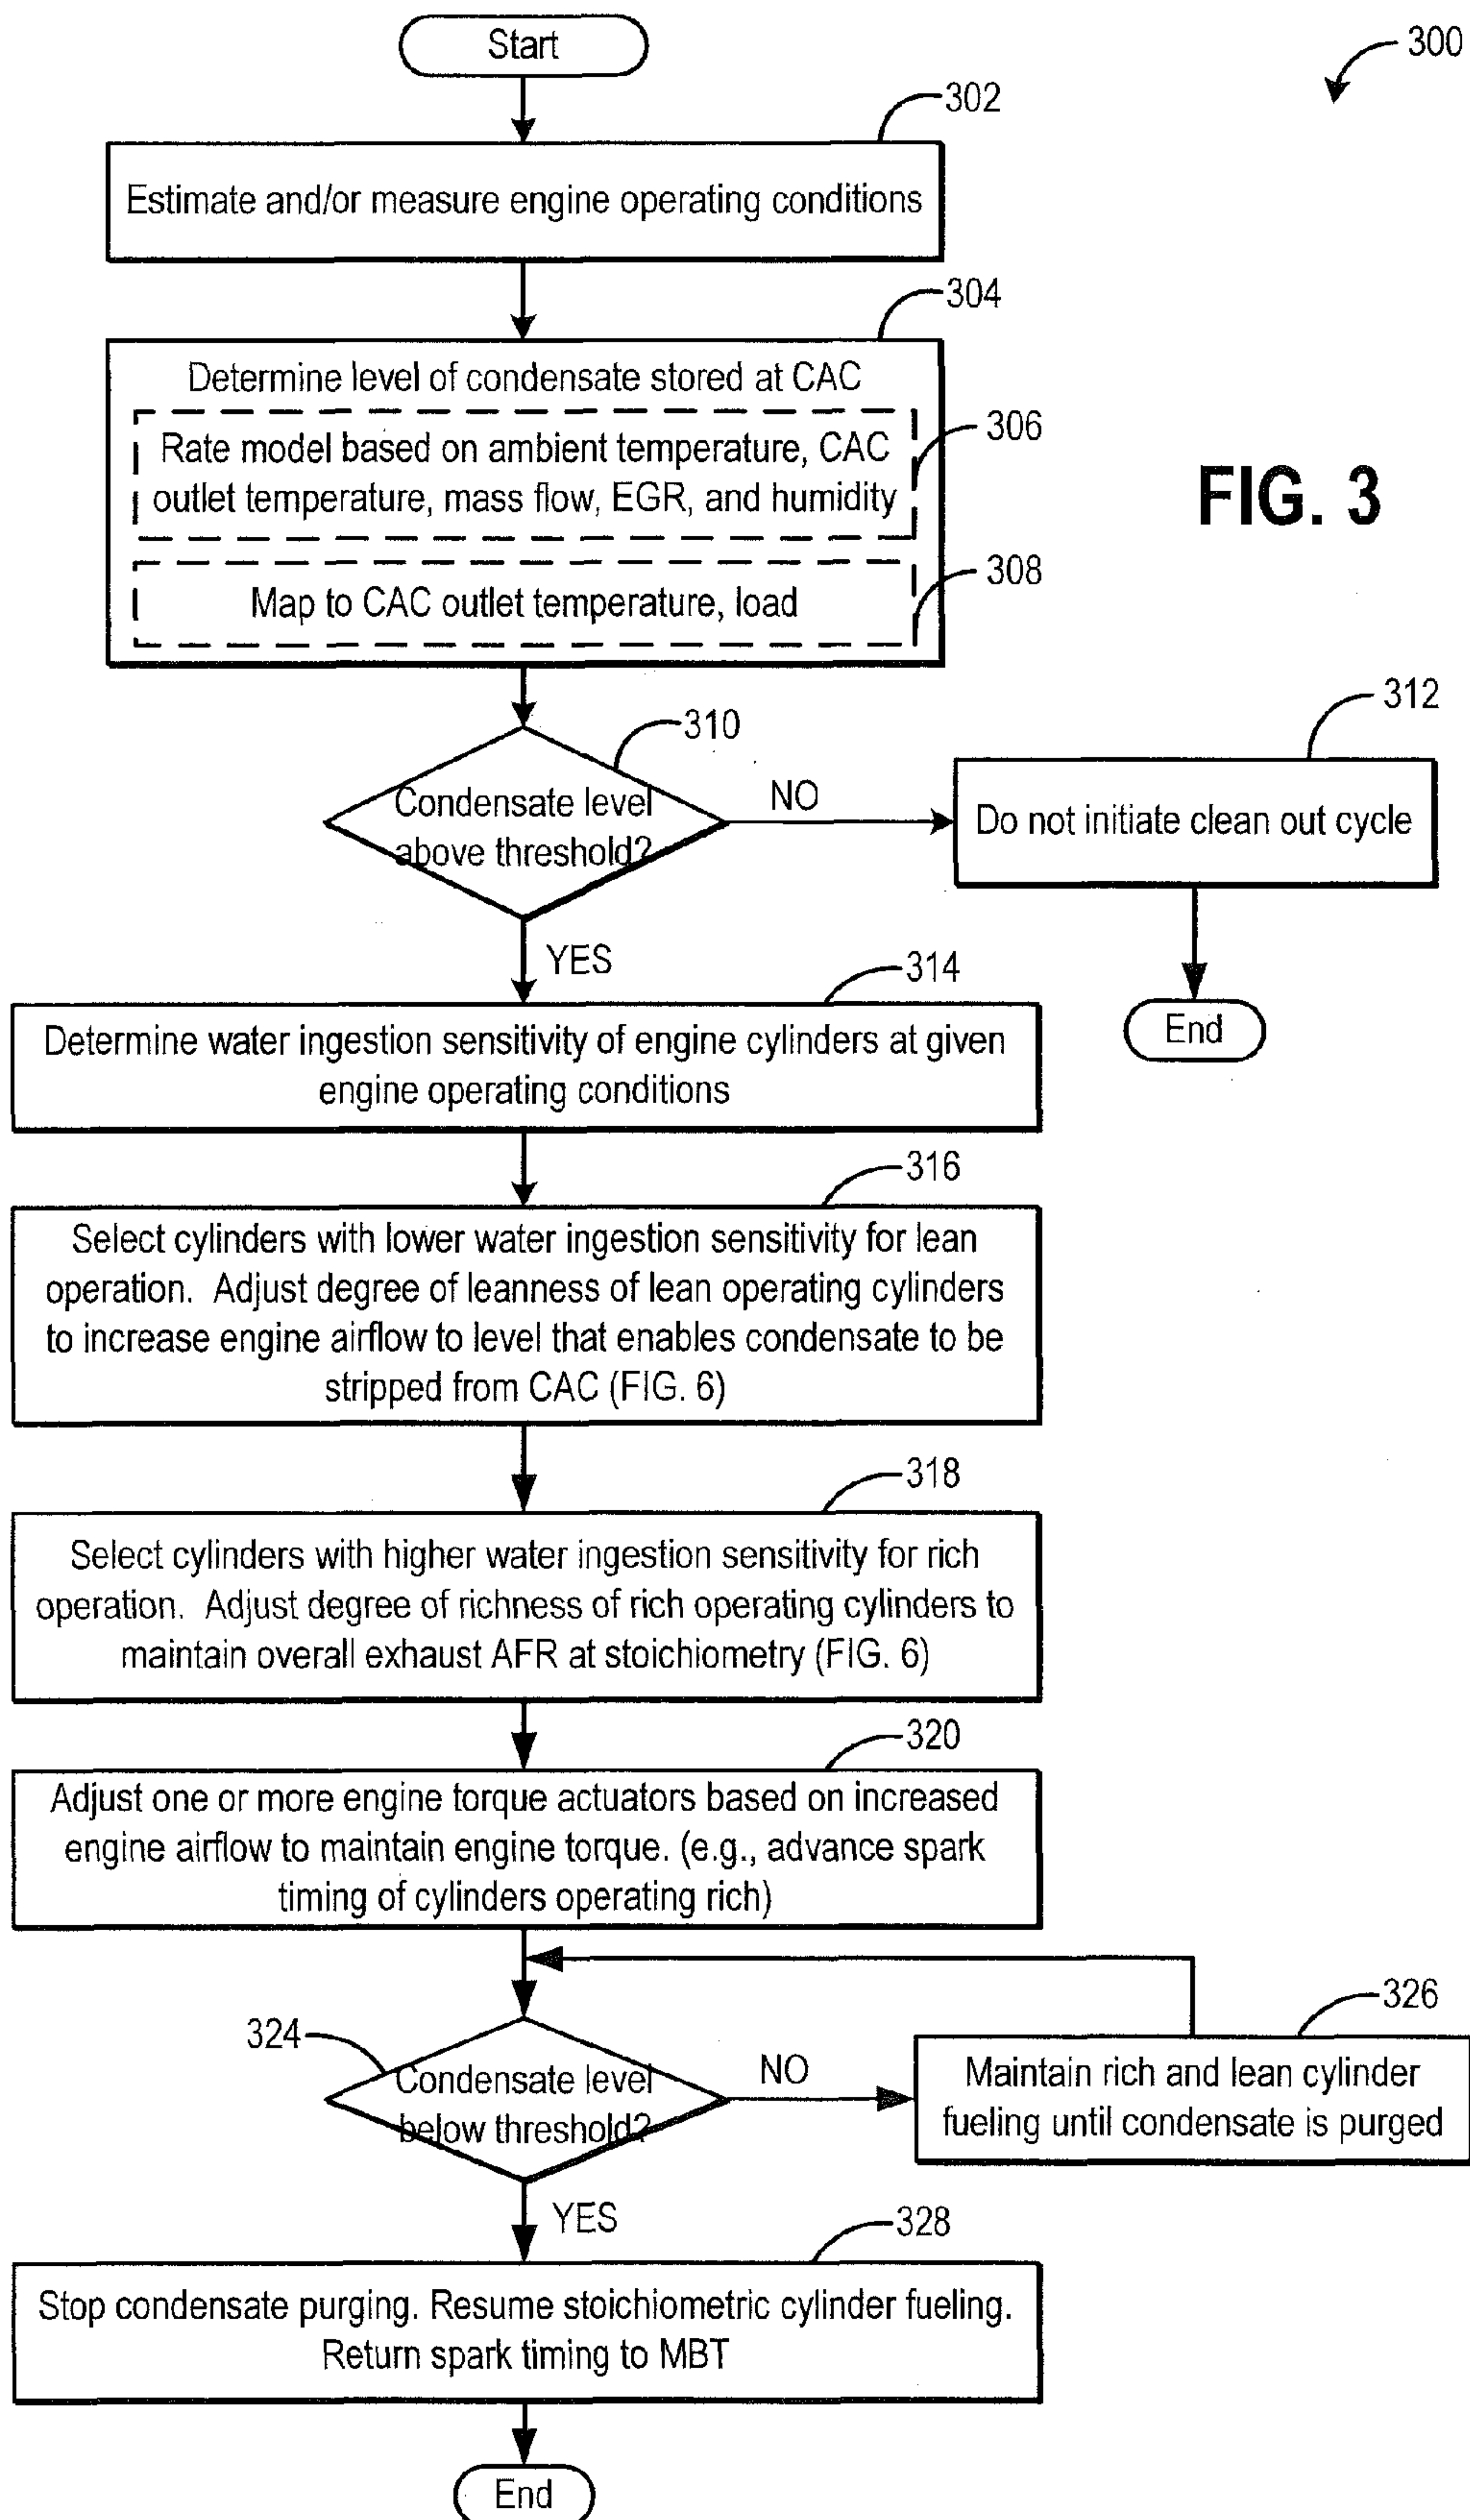 Start
300
302
Estimate and/or measure engine operating conditions
304
Determine level of condensate stored at CAC
306
Rate model based on ambient temperature, CAC
outlet temperature, mass flow, EGR, and humidity
FIG. 3
308
Map to CAC outlet temperature, load
310
312
Condensate level
above threshold?
NO
Do not initiate clean out cycle
YES
End
314
Determine water ingestion sensitivity of engine cylinders at given
engine operating conditions
316
Select cylinders with lower water ingestion sensitivity for lean
operation. Adjust degree of leanness of lean operating cylinders
to increase engine airflow to level that enables condensate to be
stripped from CAC (FIG. 6)
318
Select cylinders with higher water ingestion sensitivity for rich
operation. Adjust degree of richness of rich operating cylinders to
maintain overall exhaust AFR at stoichiometry (FIG. 6)
320
Adjust one or more engine torque actuators based on increased
engine airflow to maintain engine torque. (e.g., advance spark
timing of cylinders operating rich)
324
326
Condensate level
below threshold?
NO
Maintain rich and lean cylinder
fueling until condensate is purged
YES
328
Stop condensate purging. Resume stoichiometric cylinder fueling.
Return spark timing to MBT
End